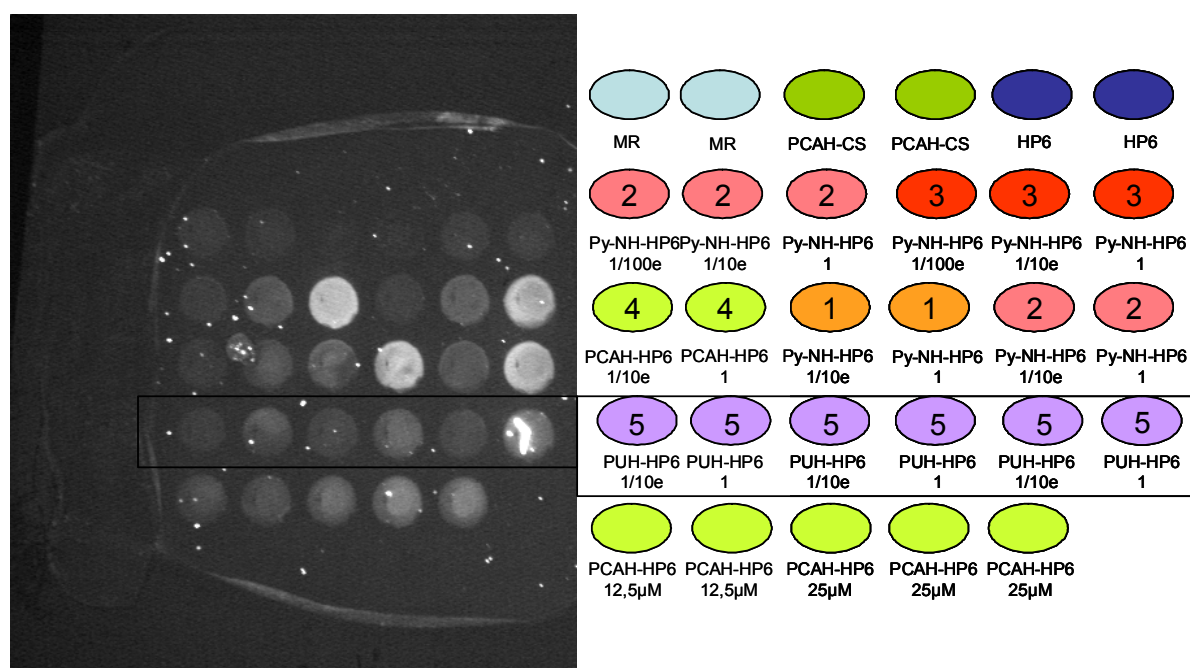 MR MR PCAH-CS PCAH-CS HP6 HP6
2 2 2 3 3 3
Py-NH-HP6 Py-NH-HP6 Py-NH-HP6 Py-NH-HP6 Py-NH-HP6 Py-NH-HP6
1/100e 1/10e 1 1/100e 1/10e 1
4 4 1 1 2 2
PCAH-HP6 PCAH-HP6 Py-NH-HP6 Py-NH-HP6 Py-NH-HP6 Py-NH-HP6
1/10e 1 1/10e 1 1/10e 1
5 5 5 5 5 5
PUH-HP6 PUH-HP6 PUH-HP6 PUH-HP6 PUH-HP6 PUH-HP6
1/10e 1 1/10e 1 1/10e 1
PCAH-HP6 PCAH-HP6 PCAH-HP6 PCAH-HP6 PCAH-HP6
12,5µM 12,5µM 25µM 25µM 25µM